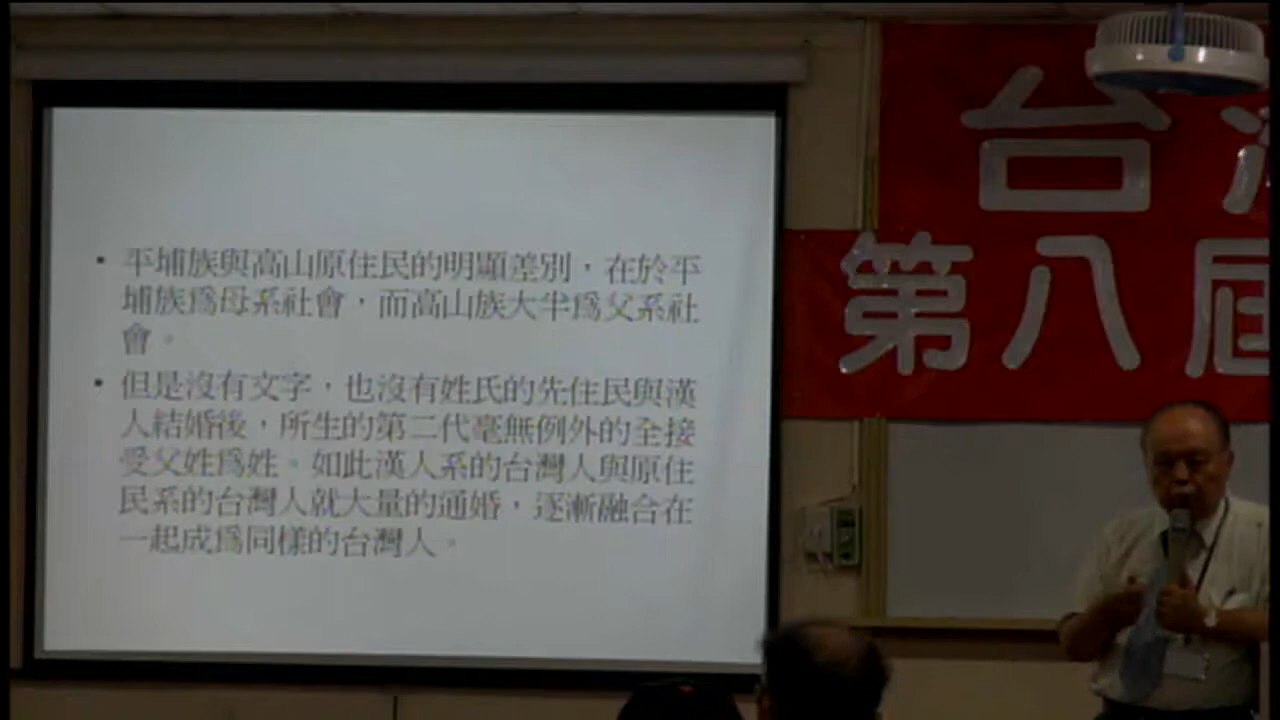 • 平埔族與高山原住民的明顯差別，在於平
埔族為母系社會，而高山族大半為父系社
會。
• 但是沒有文字，也沒有姓氏的先住民與漢
人結婚後，所生的第二代毫無例外的全接
受父姓為姓。如此漢人系的台灣人與原住
民系的台灣人就大量的通婚，逐漸融合在
一起成為同樣的台灣人。
台
第八屆